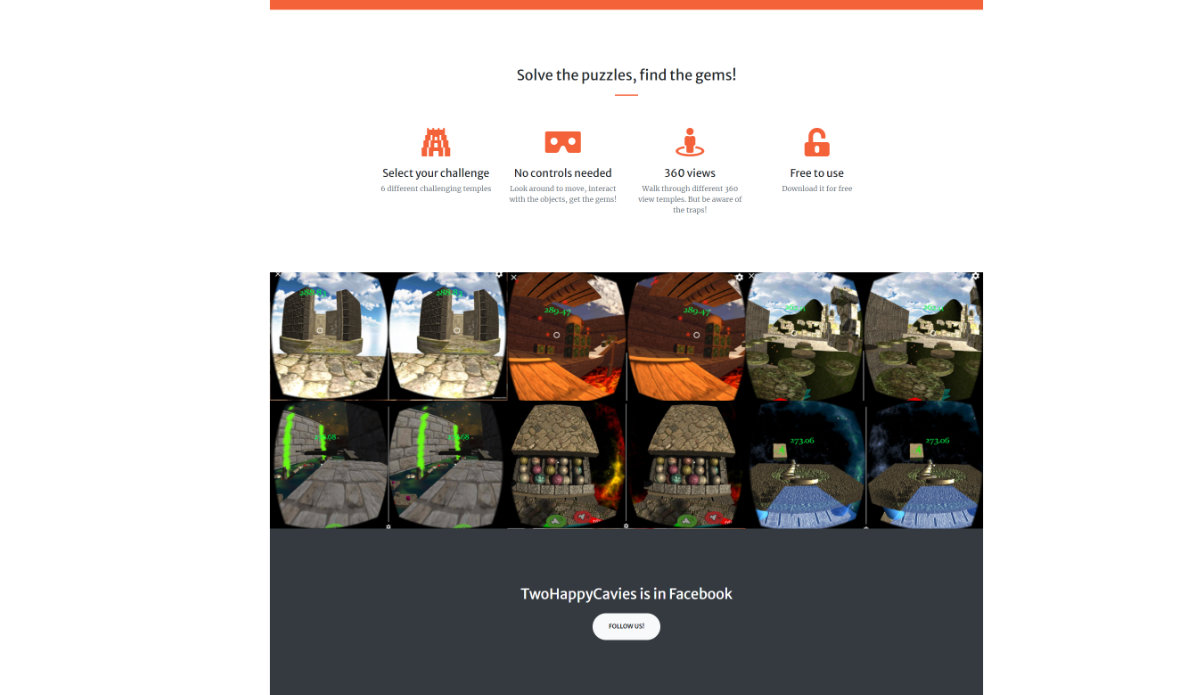 Solve the puzzles, find the gems!
Select your challenge
6 different challenging temples
No controls needed
Look around to move, interact
with the objects, get the gems!
360 views
Walk through different 360
view temples. But be aware of
the traps!
Free to use
Download it for free
289.47
289.47
273.06
273.06
TwoHappyCavies is in Facebook
FOLLOW US!